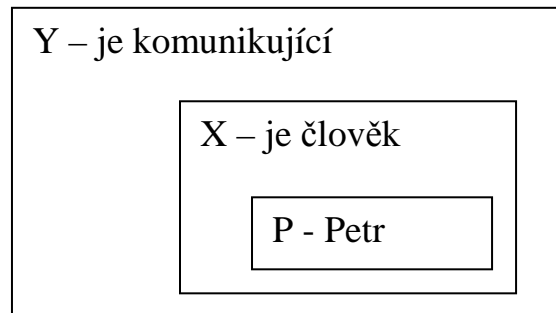 Y – je komunikující
X – je člověk
P - Petr